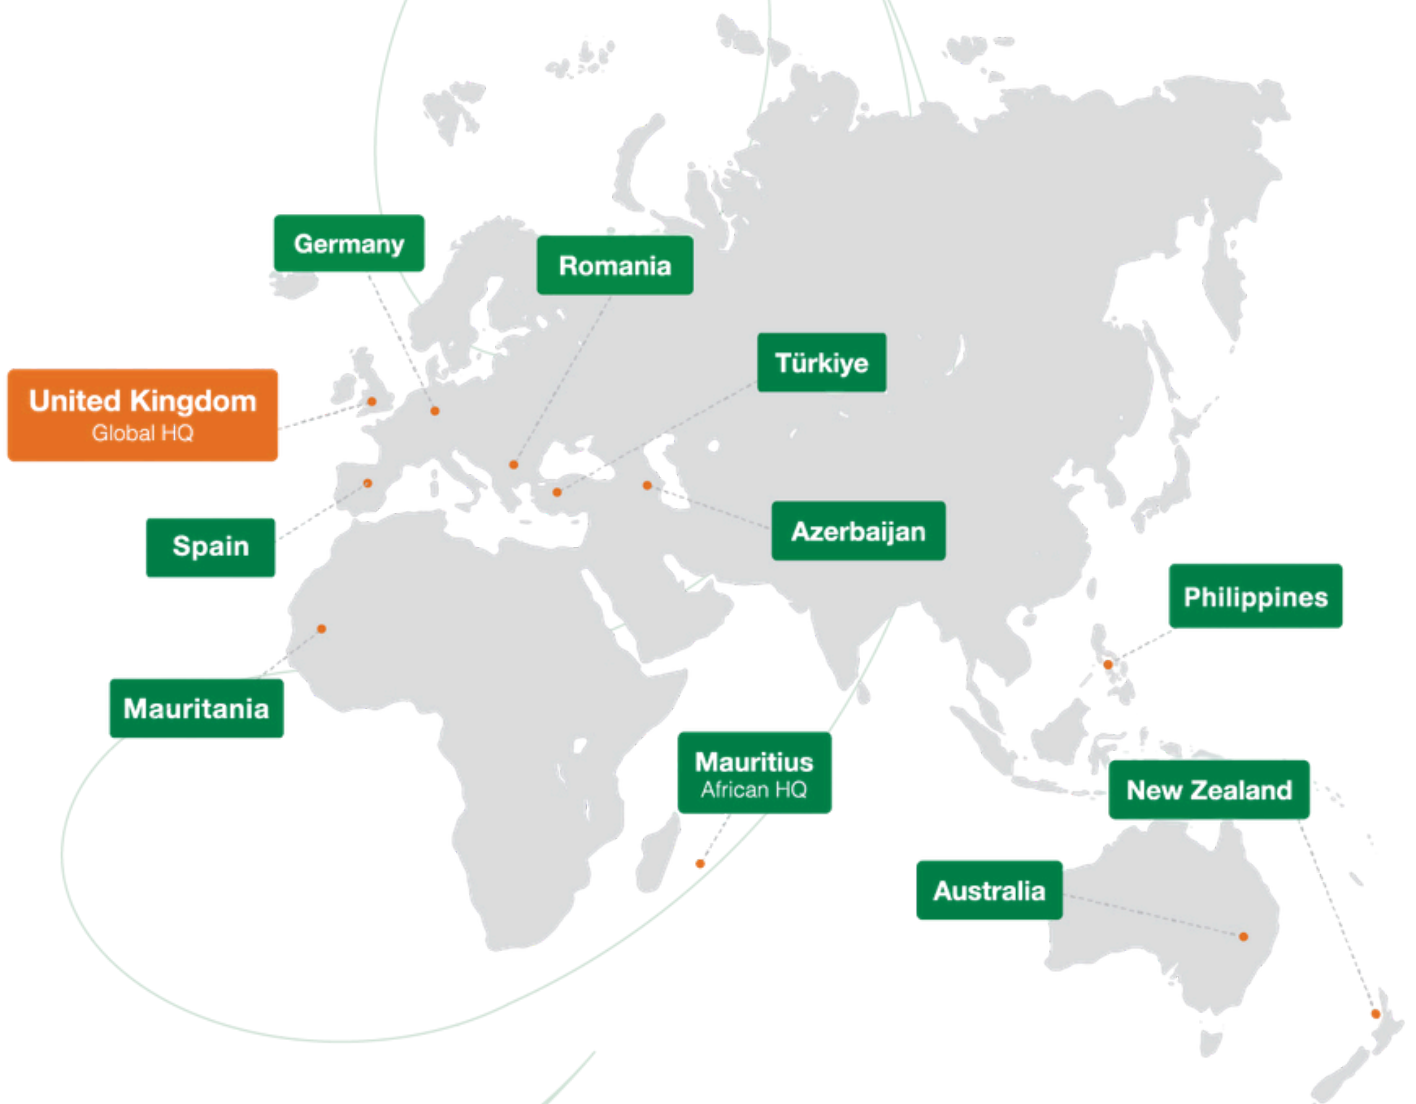 Germany
Romania
Türkiye
United Kingdom
Global HQ
Spain
Azerbaijan
Philippines
Mauritania
Mauritius
African HQ
New Zealand
Australia